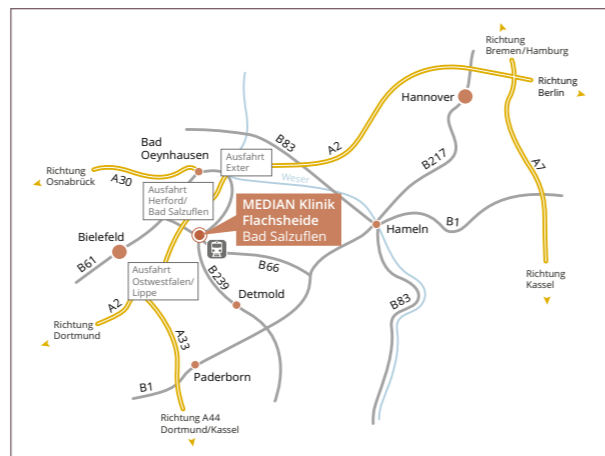 Richtung
Bremen/Hamburg
Richtung
Berlin
Hannover
A2
B83
B217
A7
Bad
Oeynhausen
Ausfahrt
Exter
Richtung
Osnabrück
A30
Weser
Ausfahrt
Herford/
Bad Salzuflen
MEDIAN Klinik
Flachsheide
Bad Salzuflen
Hameln
B1
Bielefeld
B61
B66
Ausfahrt
Ostwestfalen/
Lippe
B239
Detmold
Richtung
Kassel
B83
A2
Richtung
Dortmund
A33
Paderborn
B1
Richtung A44
Dortmund/Kassel